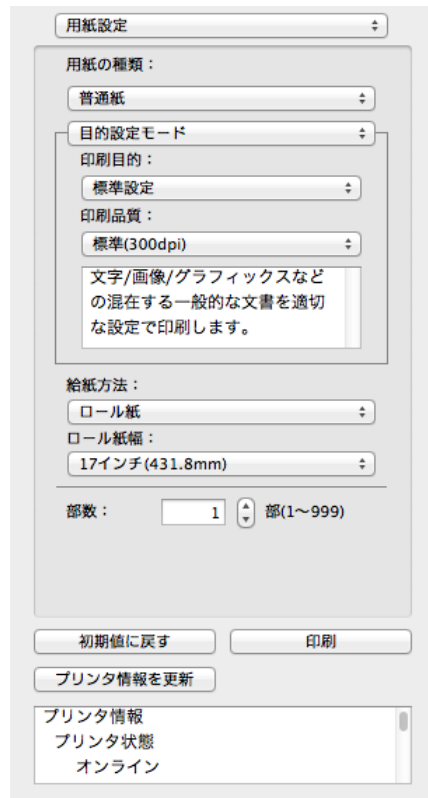 用紙設定
用紙の種類：
普通紙
目的設定モード
印刷目的：
標準設定
印刷品質：
標準(300dpi)
文字/画像/グラフィックスなど
の混在する一般的な文書を適切
な設定で印刷します。
給紙方法：
ロール紙
ロール紙幅：
17インチ(431.8mm)
部数： 1 部(1〜999)
初期値に戻す 印刷
プリンタ情報を更新
プリンタ情報
プリンタ状態
オンライン